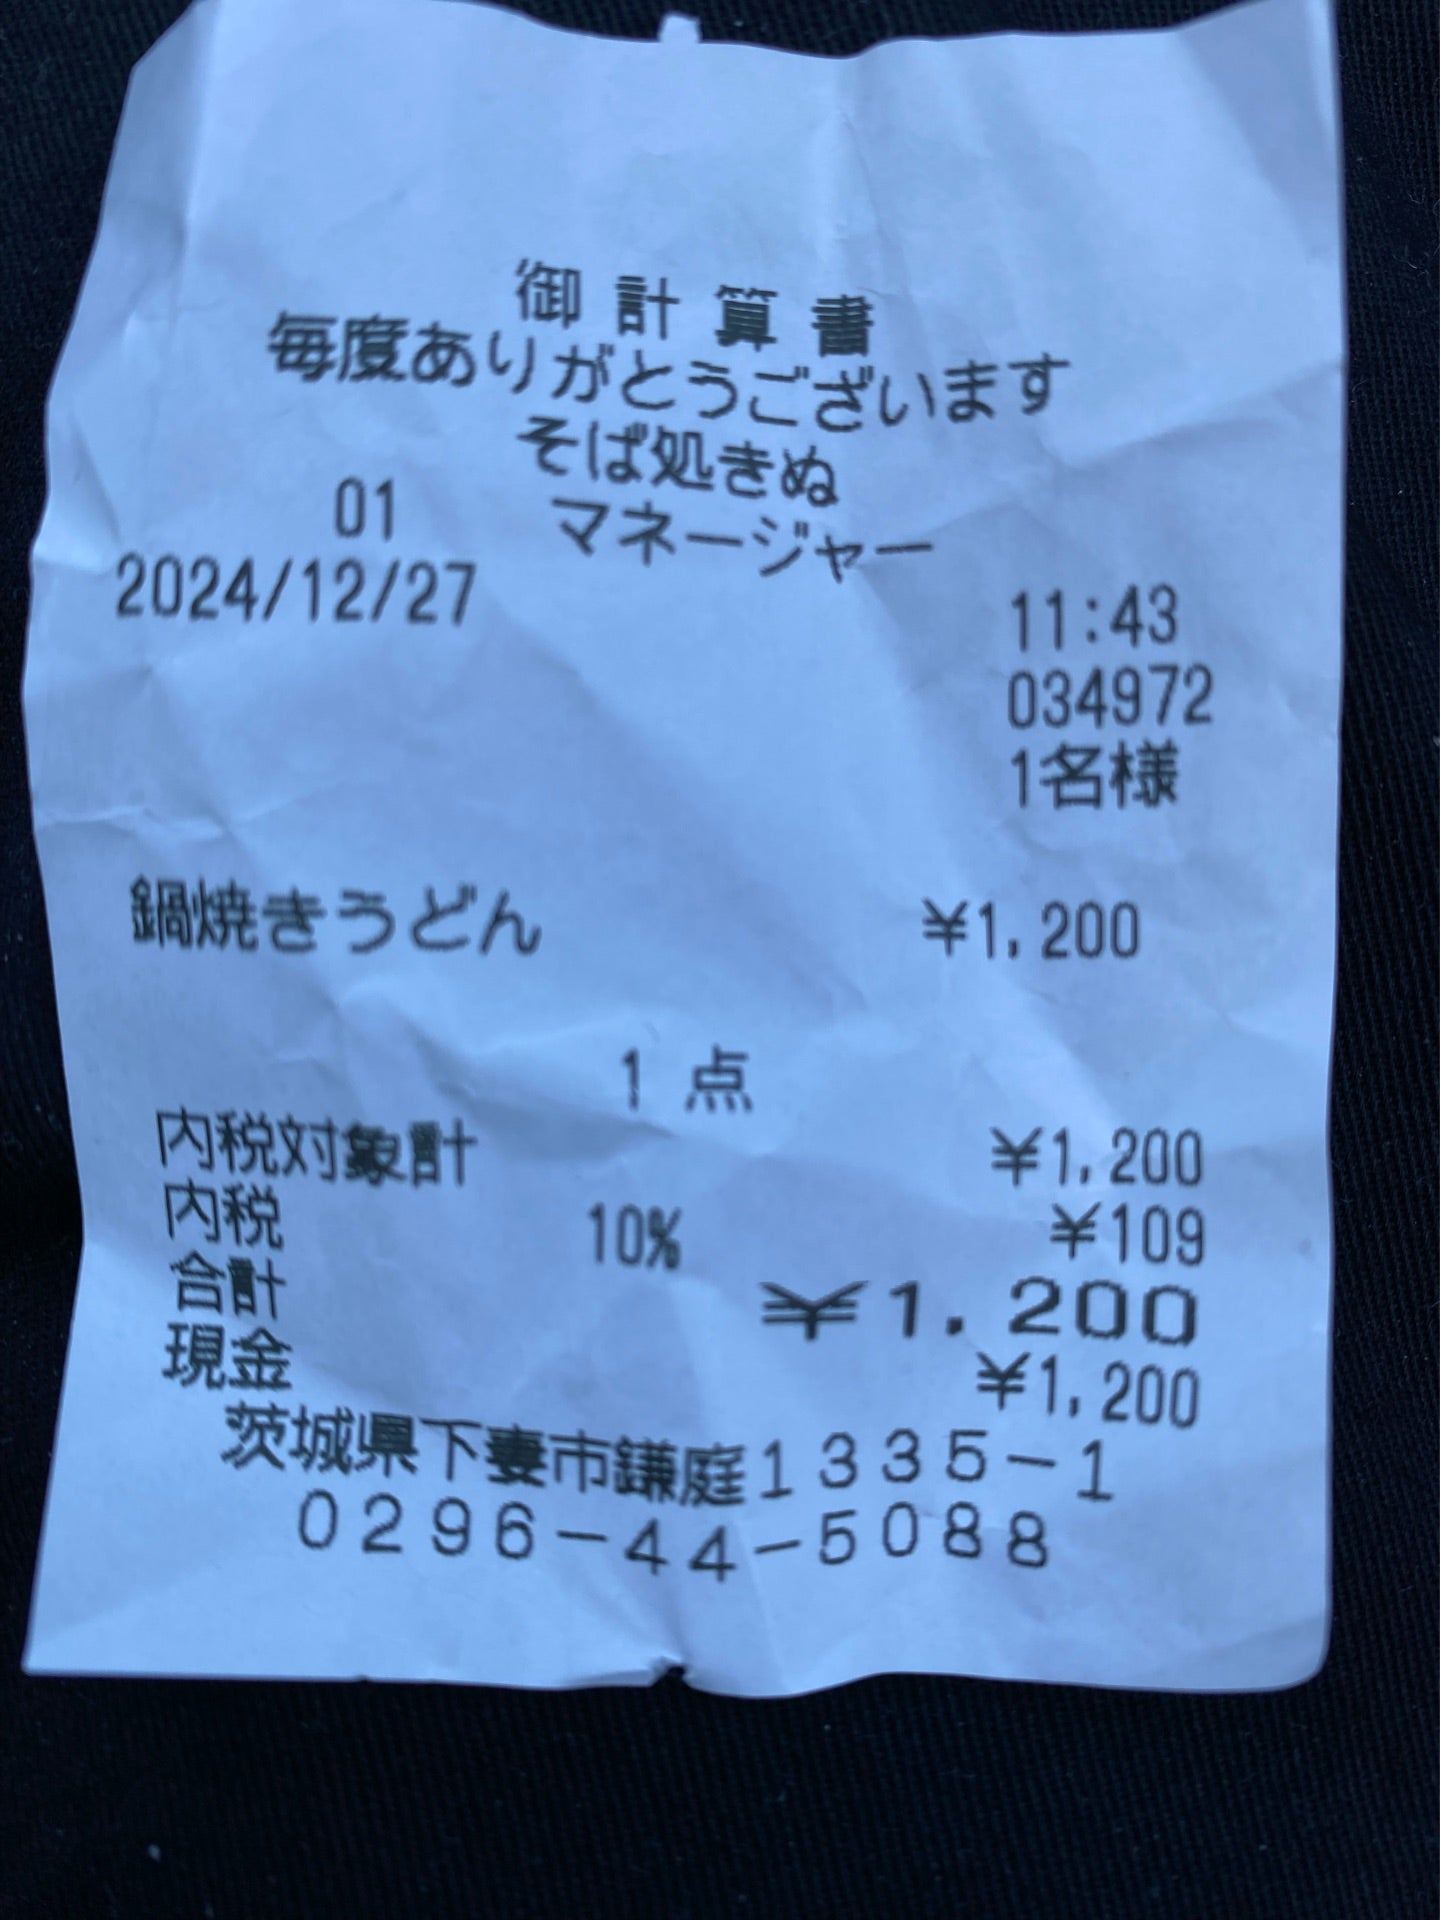 御計算書
毎度ありがとうございます
そば処きぬ
01 マネージャー
2024/12/27 11:43
034972
1名様
鍋焼きうどん ¥1,200
1点
内税対象計 ¥1,200
内税 10% ¥109
合計 ¥1,200
現金 ¥1,200
茨城県下妻市鎌庭1335-1
0296-44-5088